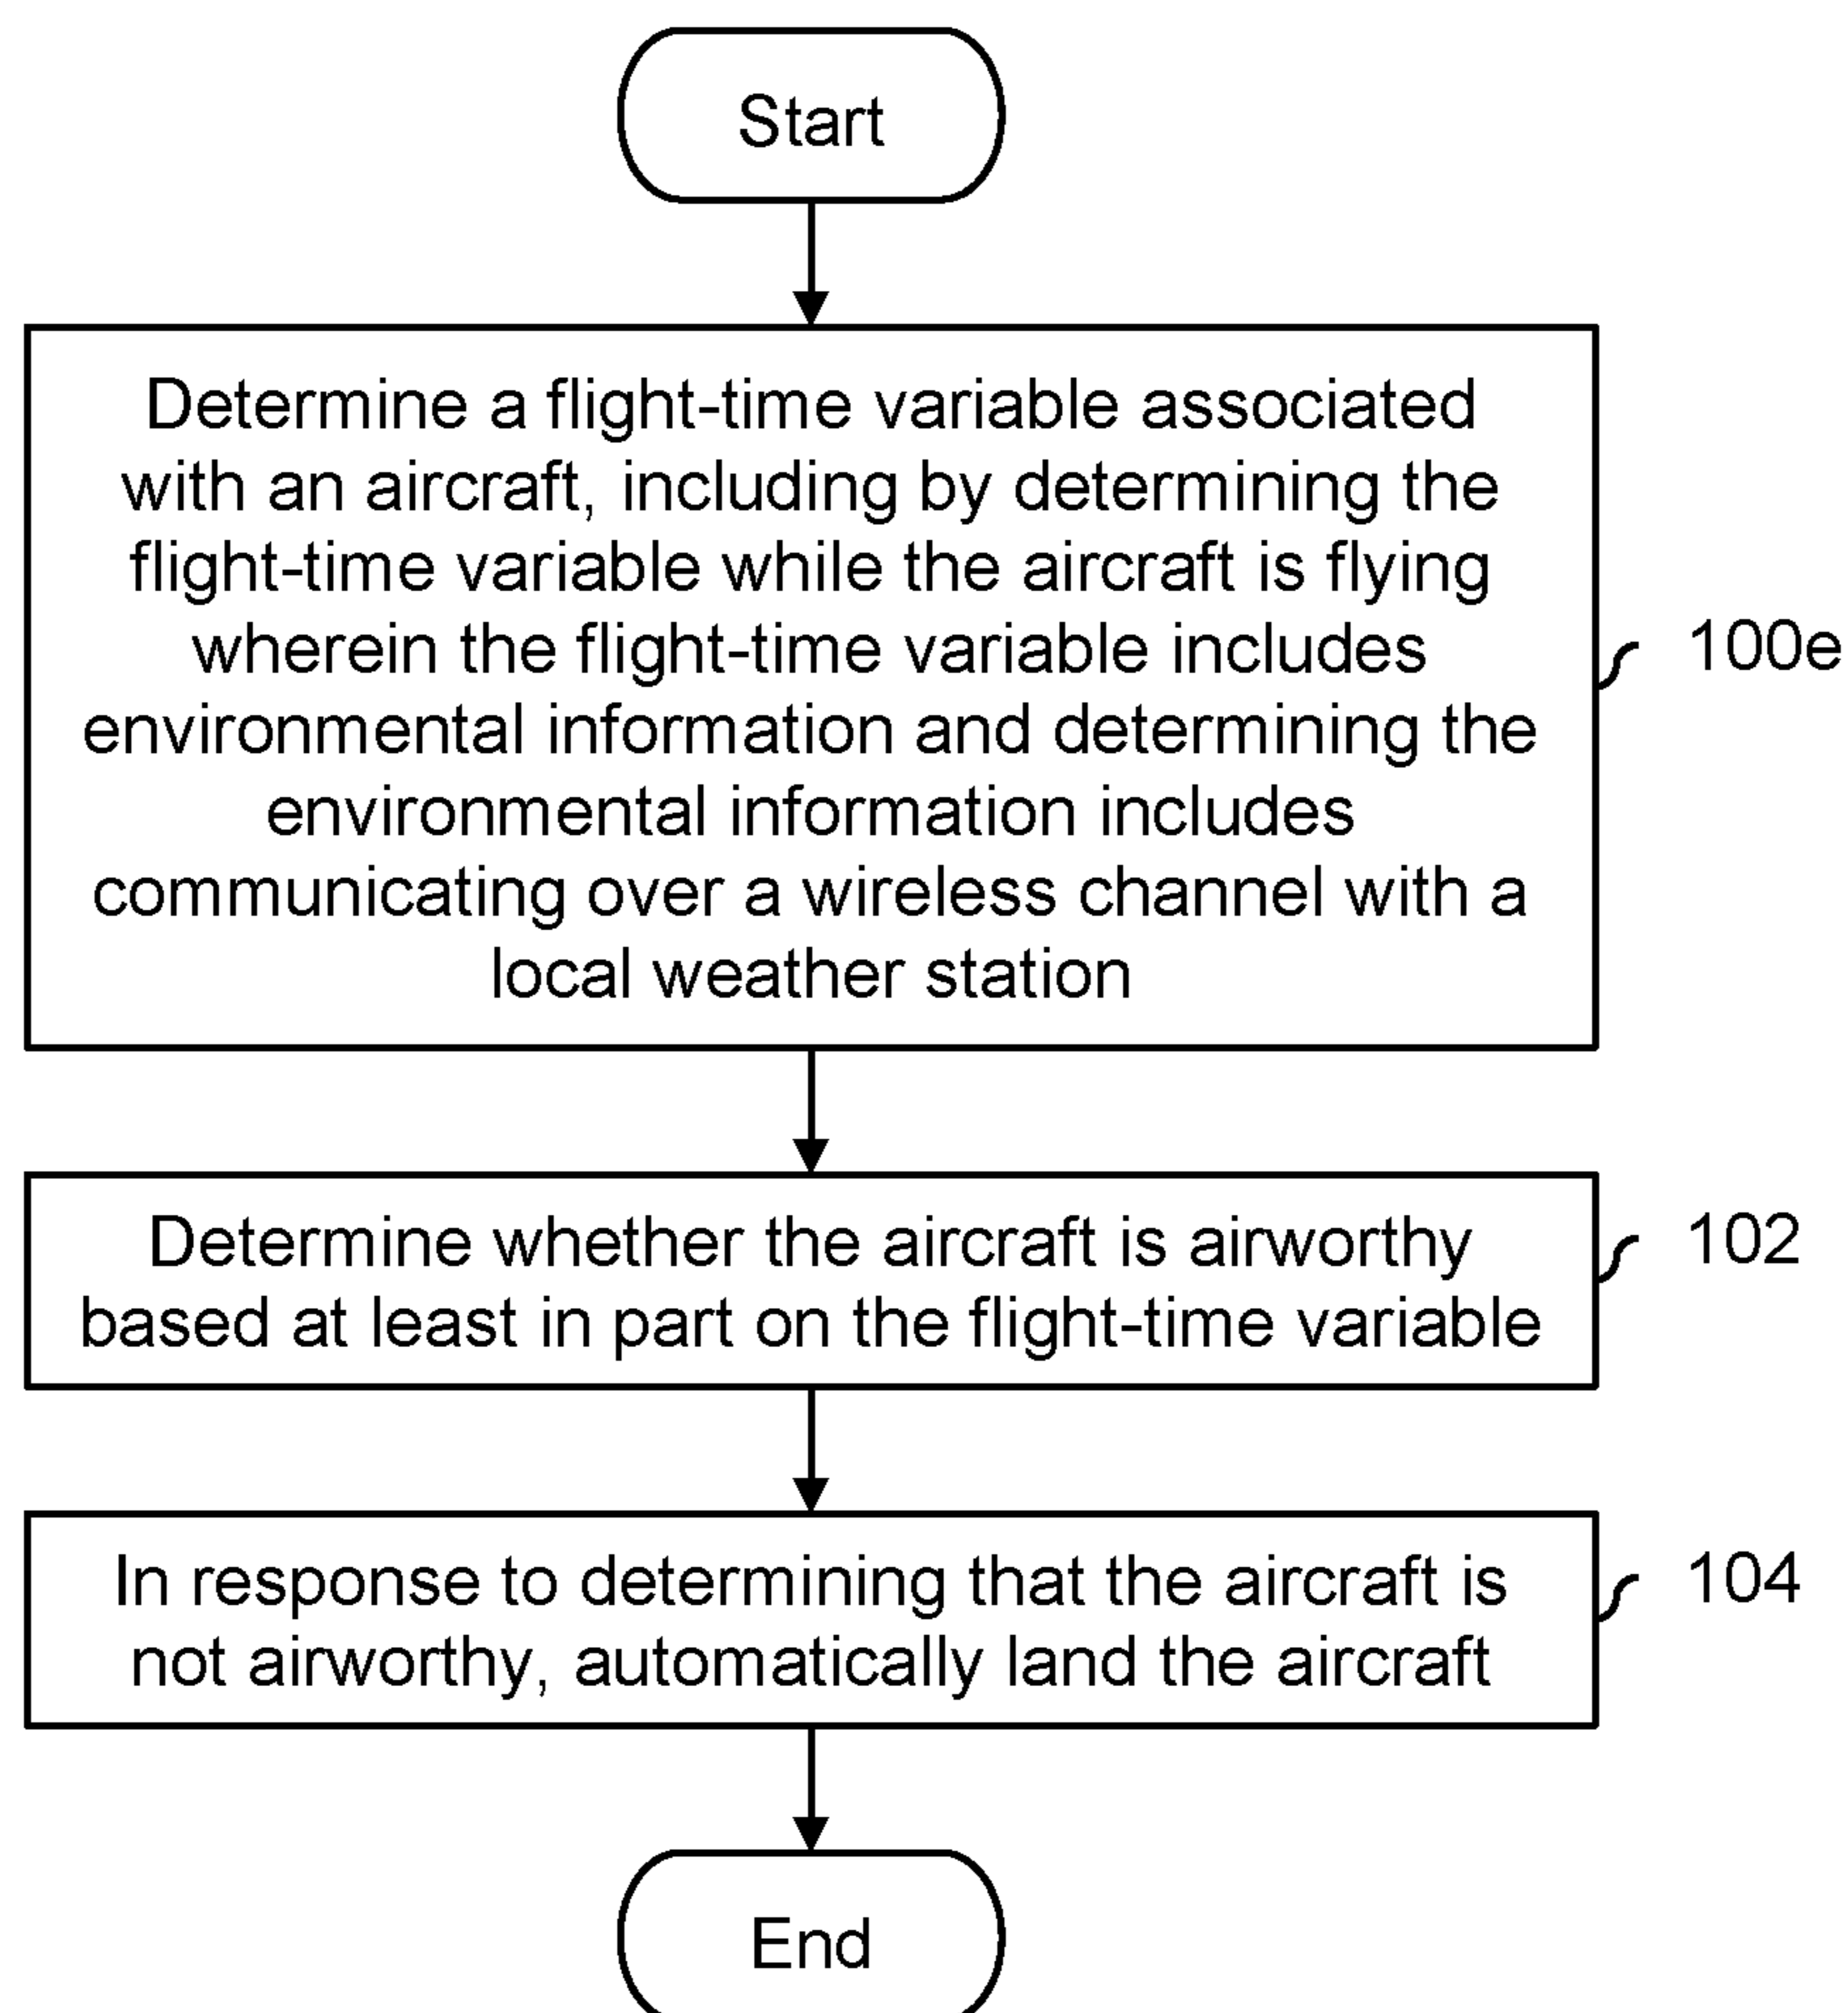 Start
Determine a flight-time variable associated
with an aircraft, including by determining the
flight-time variable while the aircraft is flying
wherein the flight-time variable includes
environmental information and determining the
environmental information includes
communicating over a wireless channel with a
local weather station
100e
Determine whether the aircraft is airworthy
based at least in part on the flight-time variable
102
In response to determining that the aircraft is
not airworthy, automatically land the aircraft
104
End